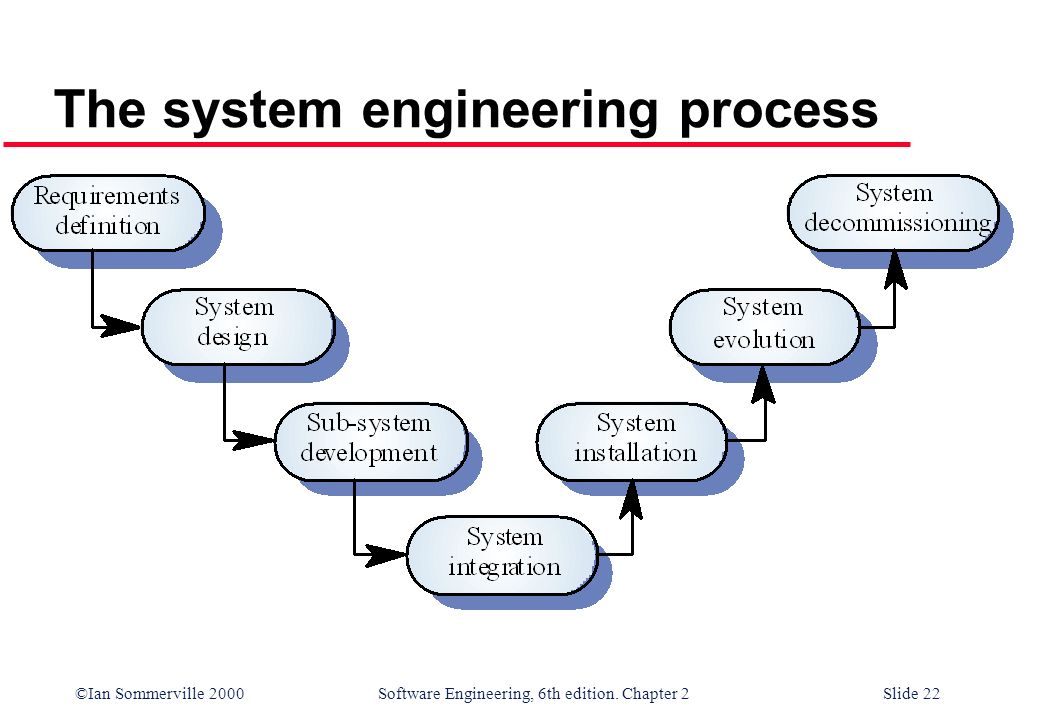 The system engineering process
Requirements
definition
System
design
Sub-system
development
System
integration
System
installation
System
evolution
System
decommissioning
©Ian Sommerville 2000
Software Engineering, 6th edition. Chapter 2
Slide 22